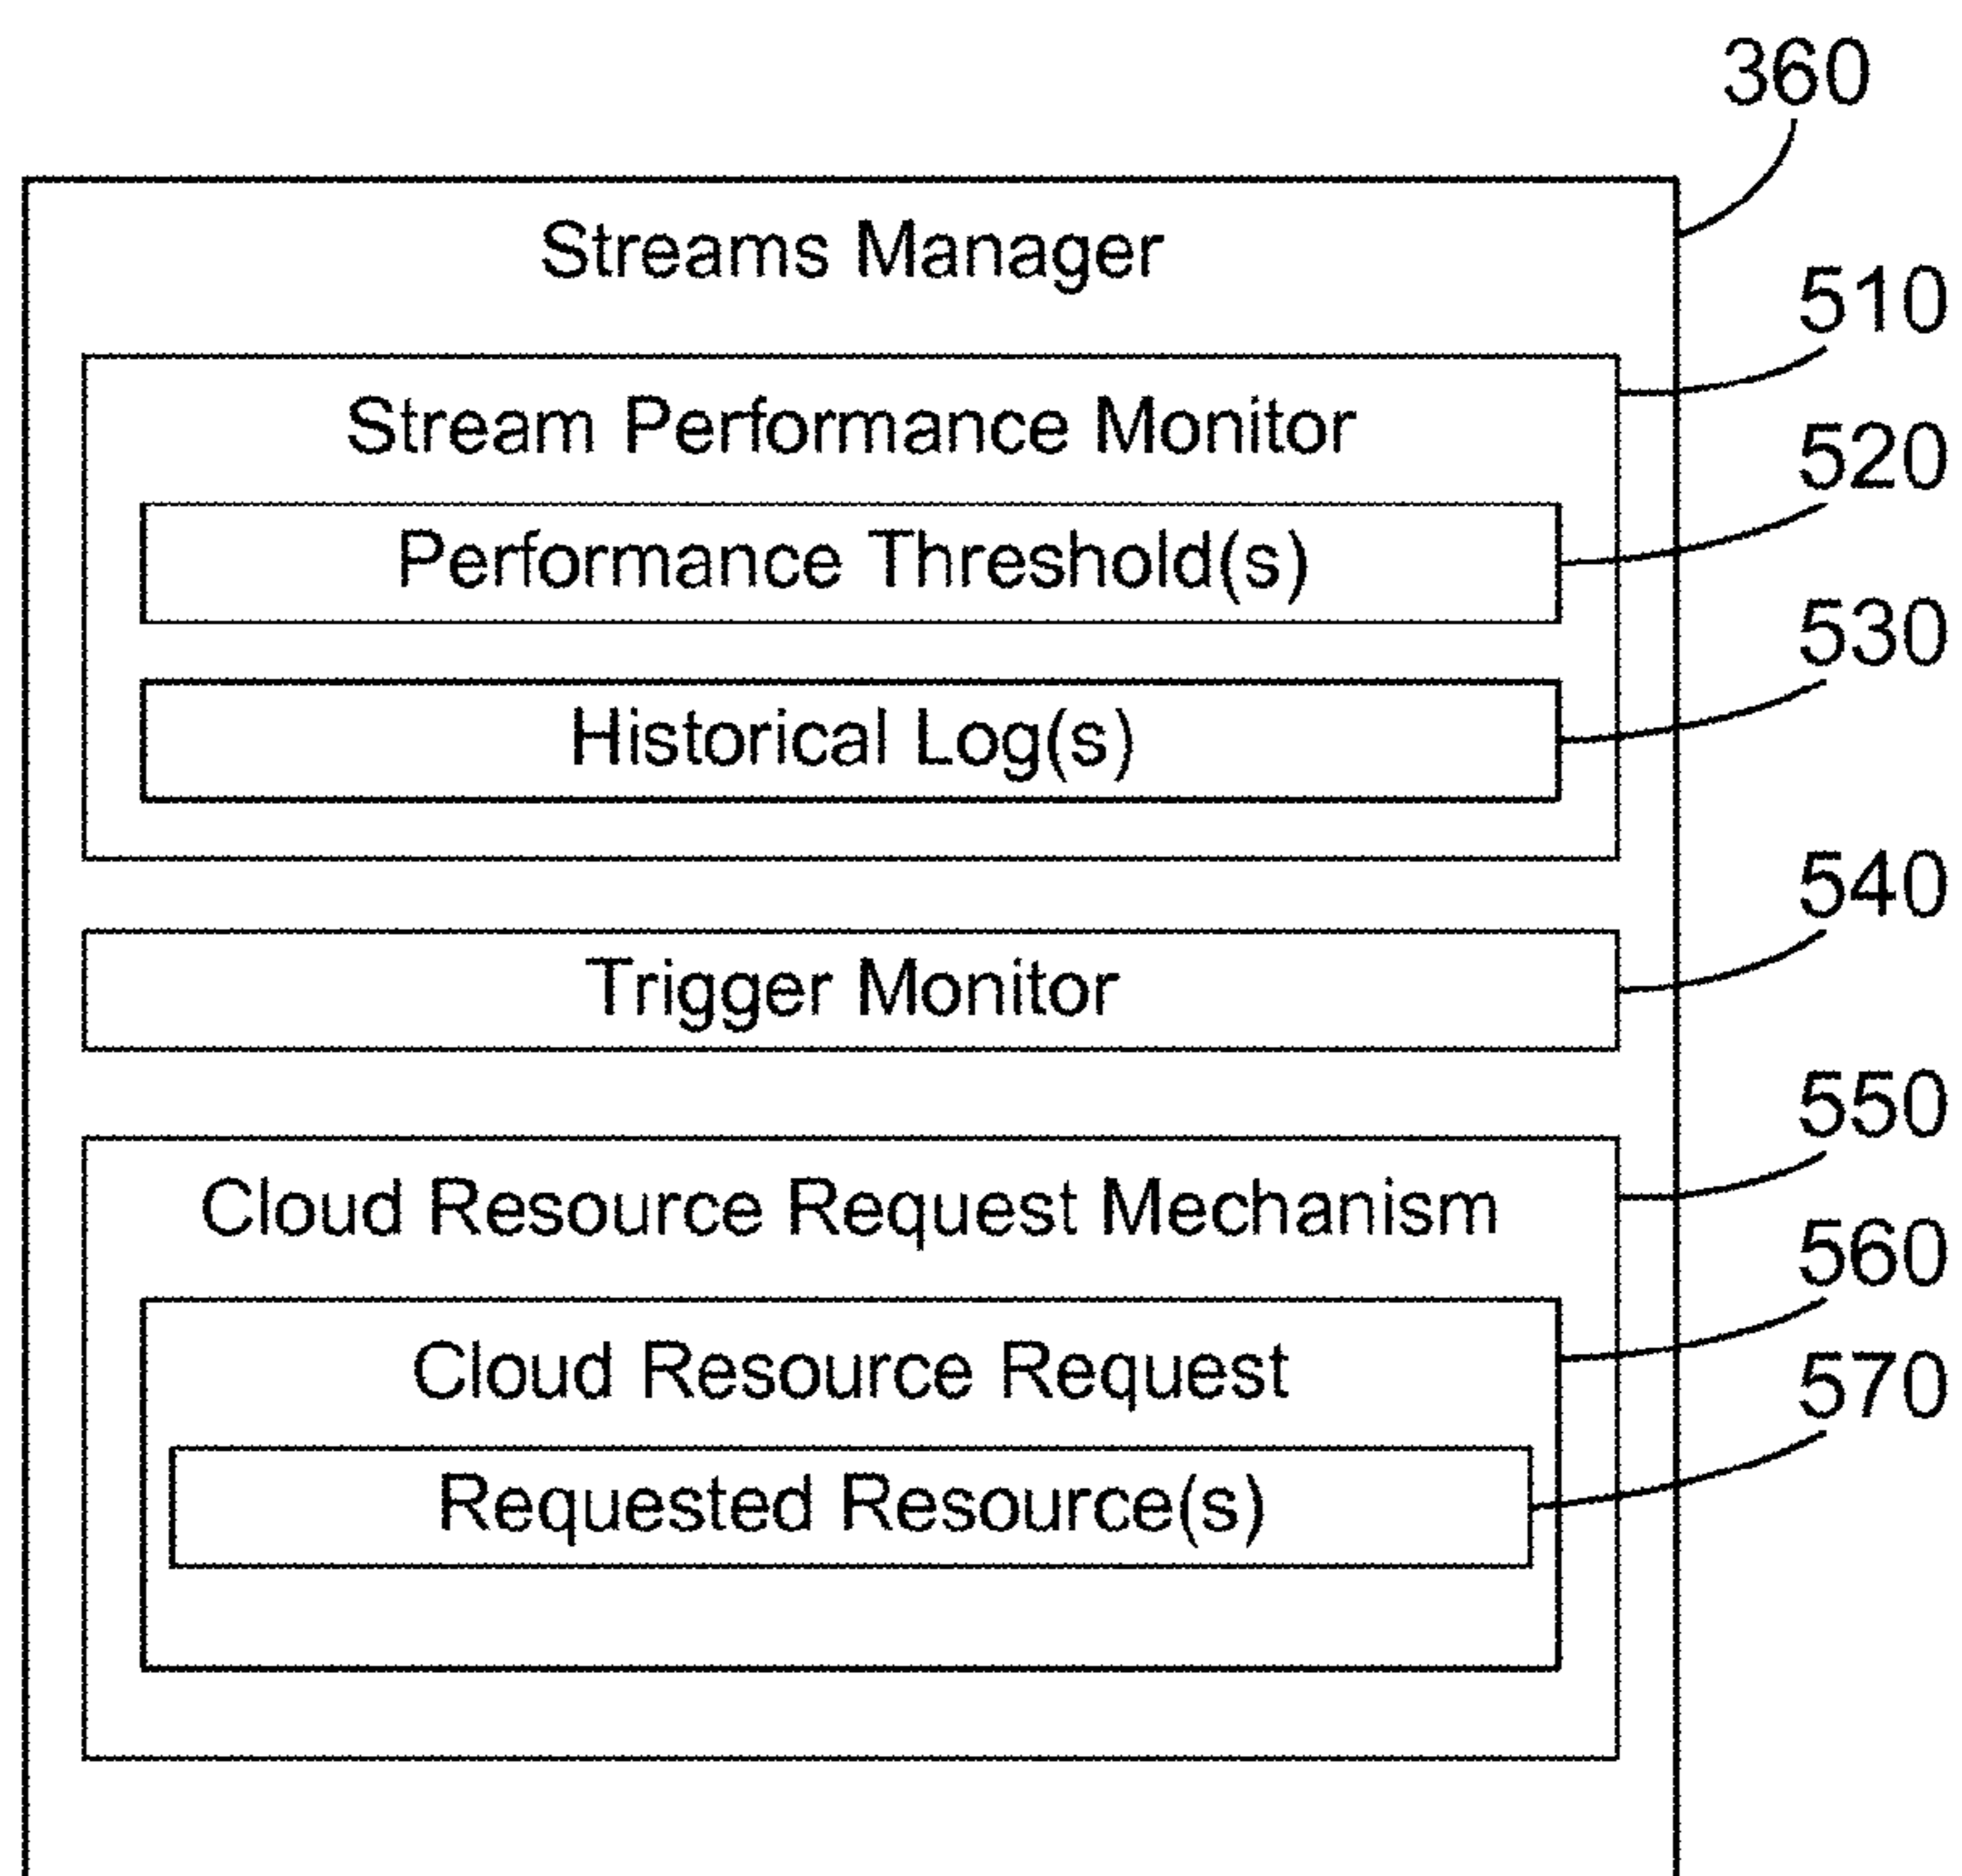 360
Streams Manager
510
Stream Performance Monitor
520
Performance Threshold(s)
530
Historical Log(s)
540
Trigger Monitor
550
Cloud Resource Request Mechanism
560
Cloud Resource Request
570
Requested Resource(s)